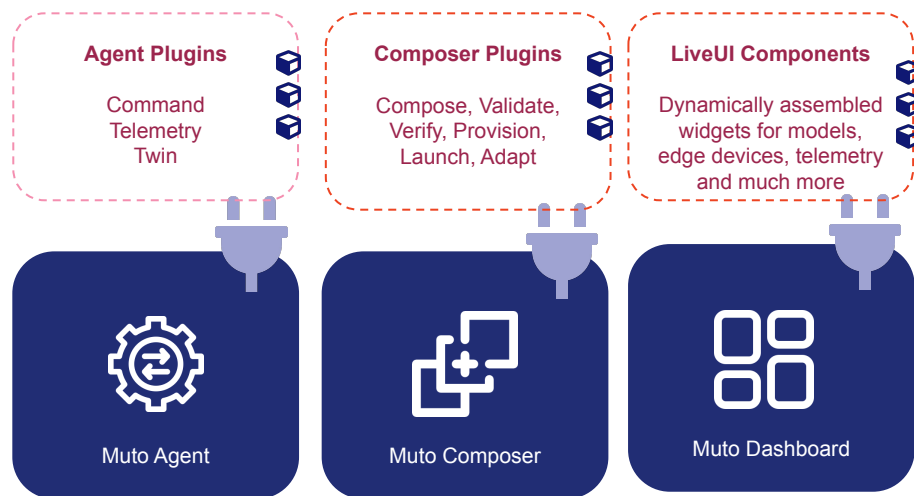 Agent Plugins
Command
Telemetry
Twin
Composer Plugins
Compose, Validate,
Verify, Provision,
Launch, Adapt
LiveUI Components
Dynamically assembled
widgets for models,
edge devices, telemetry
and much more
Muto Agent
Muto Composer
Muto Dashboard